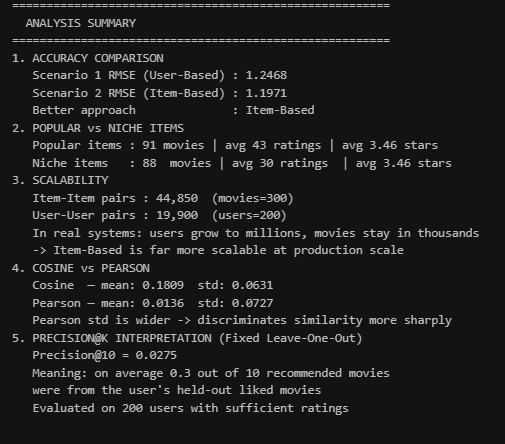 =======================================================
ANALYSIS SUMMARY
=======================================================
1. ACCURACY COMPARISON
Scenario 1 RMSE (User-Based) : 1.2468
Scenario 2 RMSE (Item-Based) : 1.1971
Better approach : Item-Based
2. POPULAR vs NICHE ITEMS
Popular items : 91 movies | avg 43 ratings | avg 3.46 stars
Niche items : 88 movies | avg 30 ratings | avg 3.46 stars
3. SCALABILITY
Item-Item pairs : 44,850 (movies=300)
User-User pairs : 19,900 (users=200)
In real systems: users grow to millions, movies stay in thousands
-> Item-Based is far more scalable at production scale
4. COSINE vs PEARSON
Cosine — mean: 0.1809 std: 0.0631
Pearson — mean: 0.0136 std: 0.0727
Pearson std is wider -> discriminates similarity more sharply
5. PRECISION@K INTERPRETATION (Fixed Leave-One-Out)
Precision@10 = 0.0275
Meaning: on average 0.3 out of 10 recommended movies
were from the user's held-out liked movies
Evaluated on 200 users with sufficient ratings